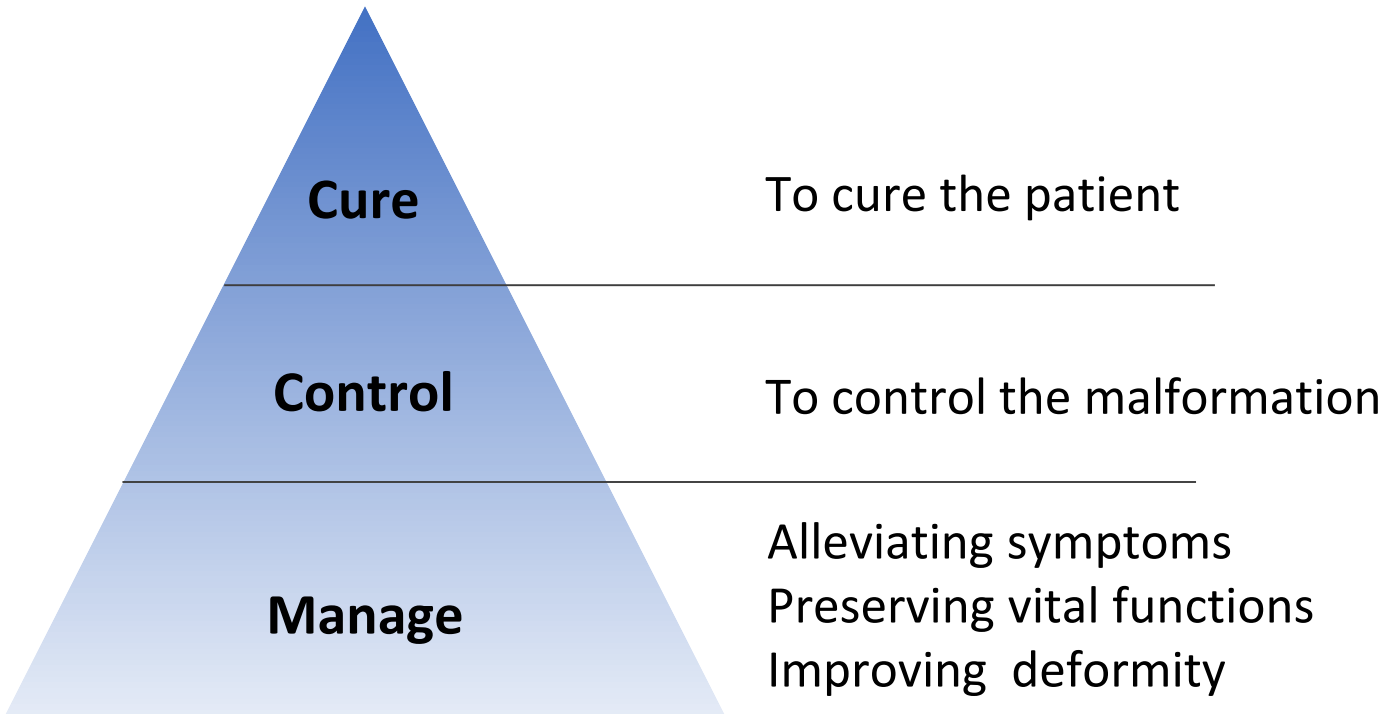 Cure
To cure the patient
Control
To control the malformation
Manage
Alleviating symptoms
Preserving vital functions
Improving deformity